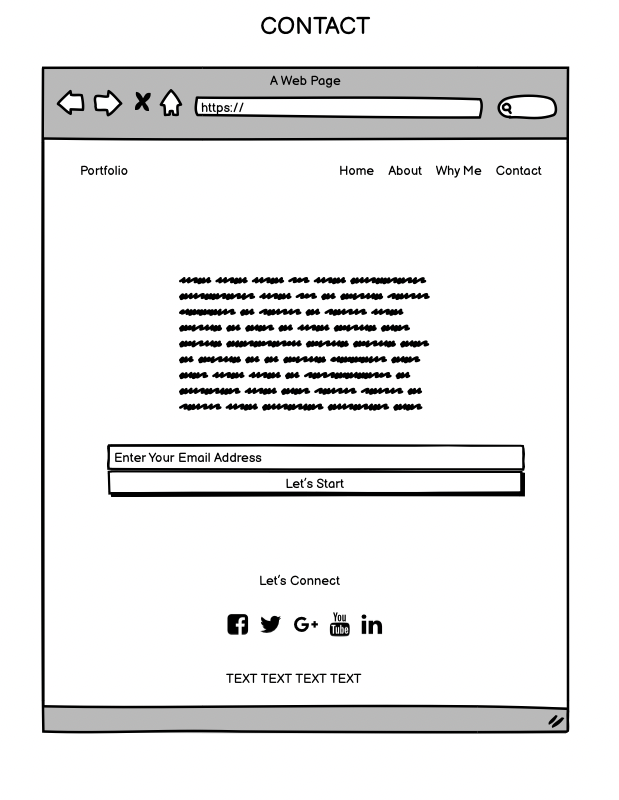 CONTACT
A Web Page
https://
Portfolio Home About Why Me Contact
Enter Your Email Address
Let's Start
Let's Connect
f G+ You Tube in
TEXT TEXT TEXT TEXT